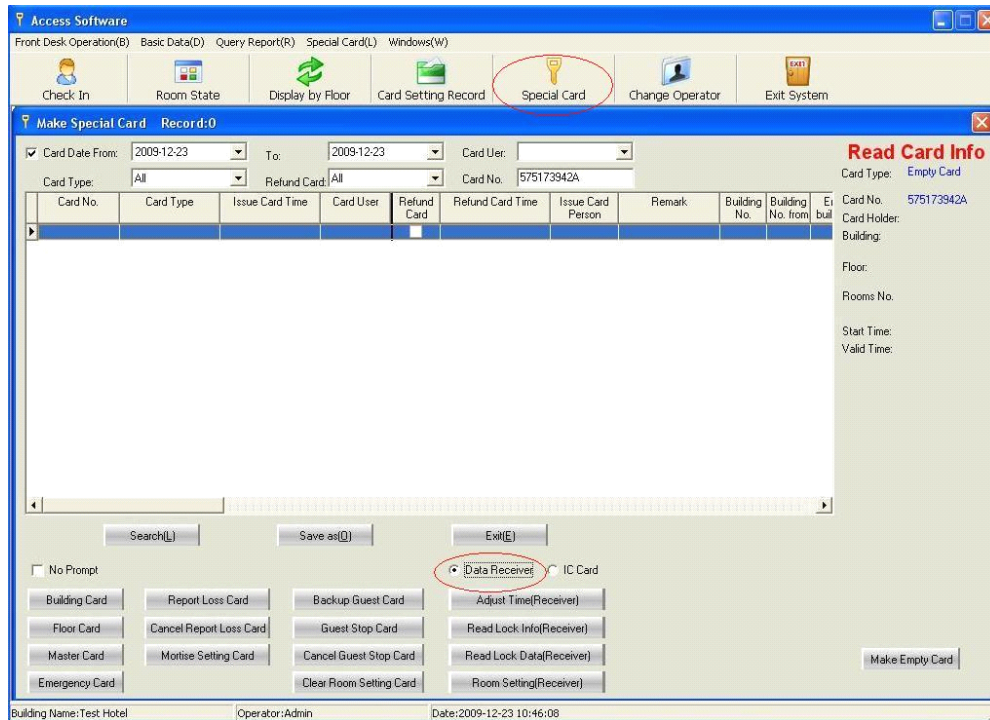 Access Software
Front Desk Operation(B) Basic Data(D) Query Report(R) Special Card(L) Windows(W)
Check In Room State Display by Floor Card Setting Record Special Card Change Operator EXIT Exit System
Make Special Card Record:0
Card Date From: 2009-12-23 To: 2009-12-23 Card Uer:
Card Type: All Refund Card: All Card No. 575173942A
Card No. Card Type Issue Card Time Card User Refund Card Refund Card Time Issue Card Person Remark Building No. Building No. from
Read Card Info
Card Type: Empty Card
Card No. 575173942A
Card Holder:
Building:
Floor:
Rooms No.
Start Time:
Valid Time:
Search(L) Save as(O) Exit(E)
No Prompt Data Receiver IC Card
Building Card Report Loss Card Backup Guest Card Adjust Time(Receiver)
Floor Card Cancel Report Loss Card Guest Stop Card Read Lock Info(Receiver)
Master Card Mortise Setting Card Cancel Guest Stop Card Read Lock Data(Receiver) Make Empty Card
Emergency Card Clear Room Setting Card Room Setting(Receiver)
Building Name:Test Hotel Operator:Admin Date:2009-12-23 10:46:08